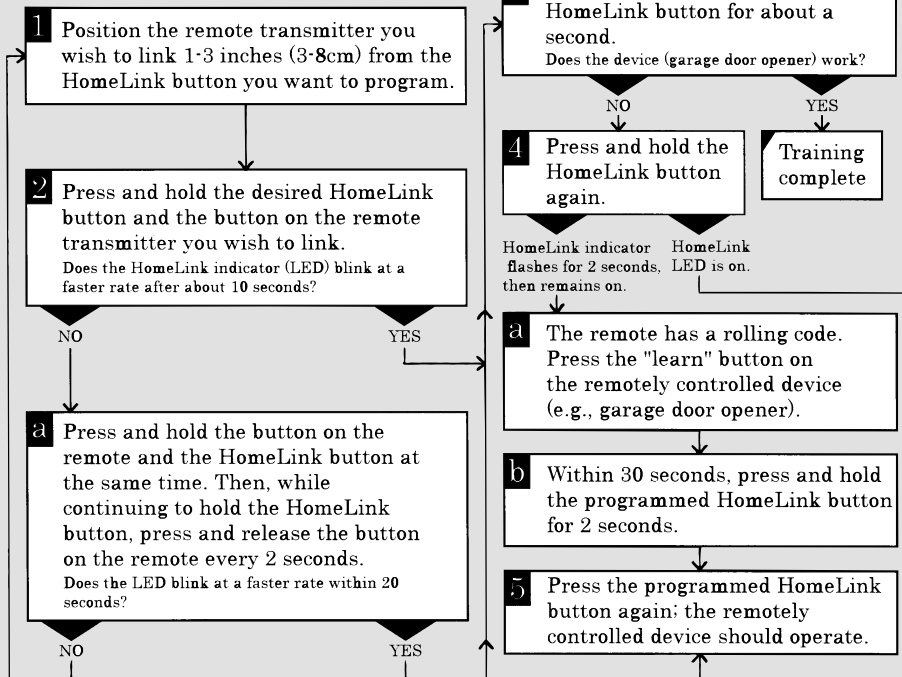 1
Position the remote transmitter you
wish to link 1-3 inches (3-8cm) from the
HomeLink button you want to program.
2
Press and hold the desired HomeLink
button and the button on the remote
transmitter you wish to link.
Does the HomeLink indicator (LED) blink at a
faster rate after about 10 seconds?
NO
YES
a
Press and hold the button on the
remote and the HomeLink button at
the same time. Then, while
continuing to hold the HomeLink
button, press and release the button
on the remote every 2 seconds.
Does the LED blink at a faster rate within 20
seconds?
NO
YES
HomeLink button for about a
second.
Does the device (garage door opener) work?
NO
YES
4
Press and hold the
HomeLink button
again.
Training
complete
HomeLink indicator
flashes for 2 seconds,
then remains on.
HomeLink
LED is on.
a
The remote has a rolling code.
Press the "learn" button on
the remotely controlled device
(e.g., garage door opener).
b
Within 30 seconds, press and hold
the programmed HomeLink button
for 2 seconds.
5
Press the programmed HomeLink
button again; the remotely
controlled device should operate.